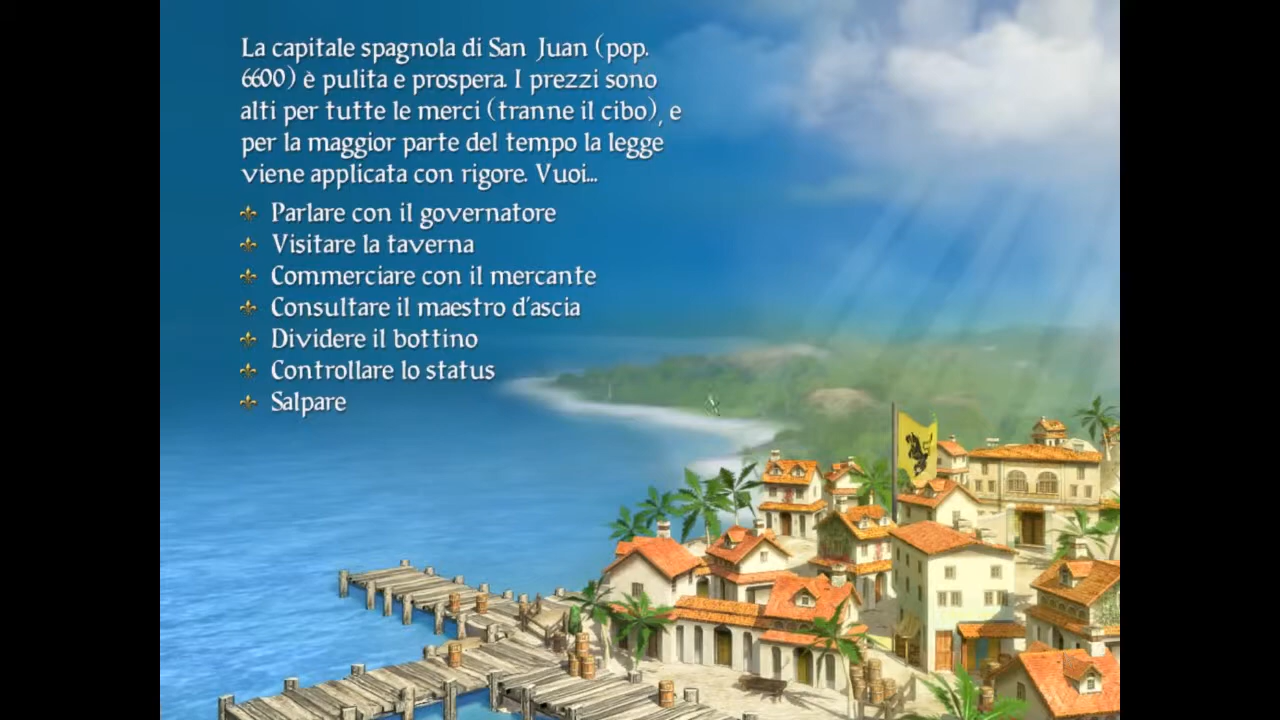 La capitale spagnola di San Juan (pop.
6600) è pulita e prospera. I prezzi sono
alti per tutte le merci (tranne il cibo), e
per la maggior parte del tempo la legge
viene applicata con rigore. Vuoi...
Parlare con il governatore
Visitare la taverna
Commerciare con il mercante
Consultare il maestro d'ascia
Dividere il bottino
Controllare lo status
Salpare